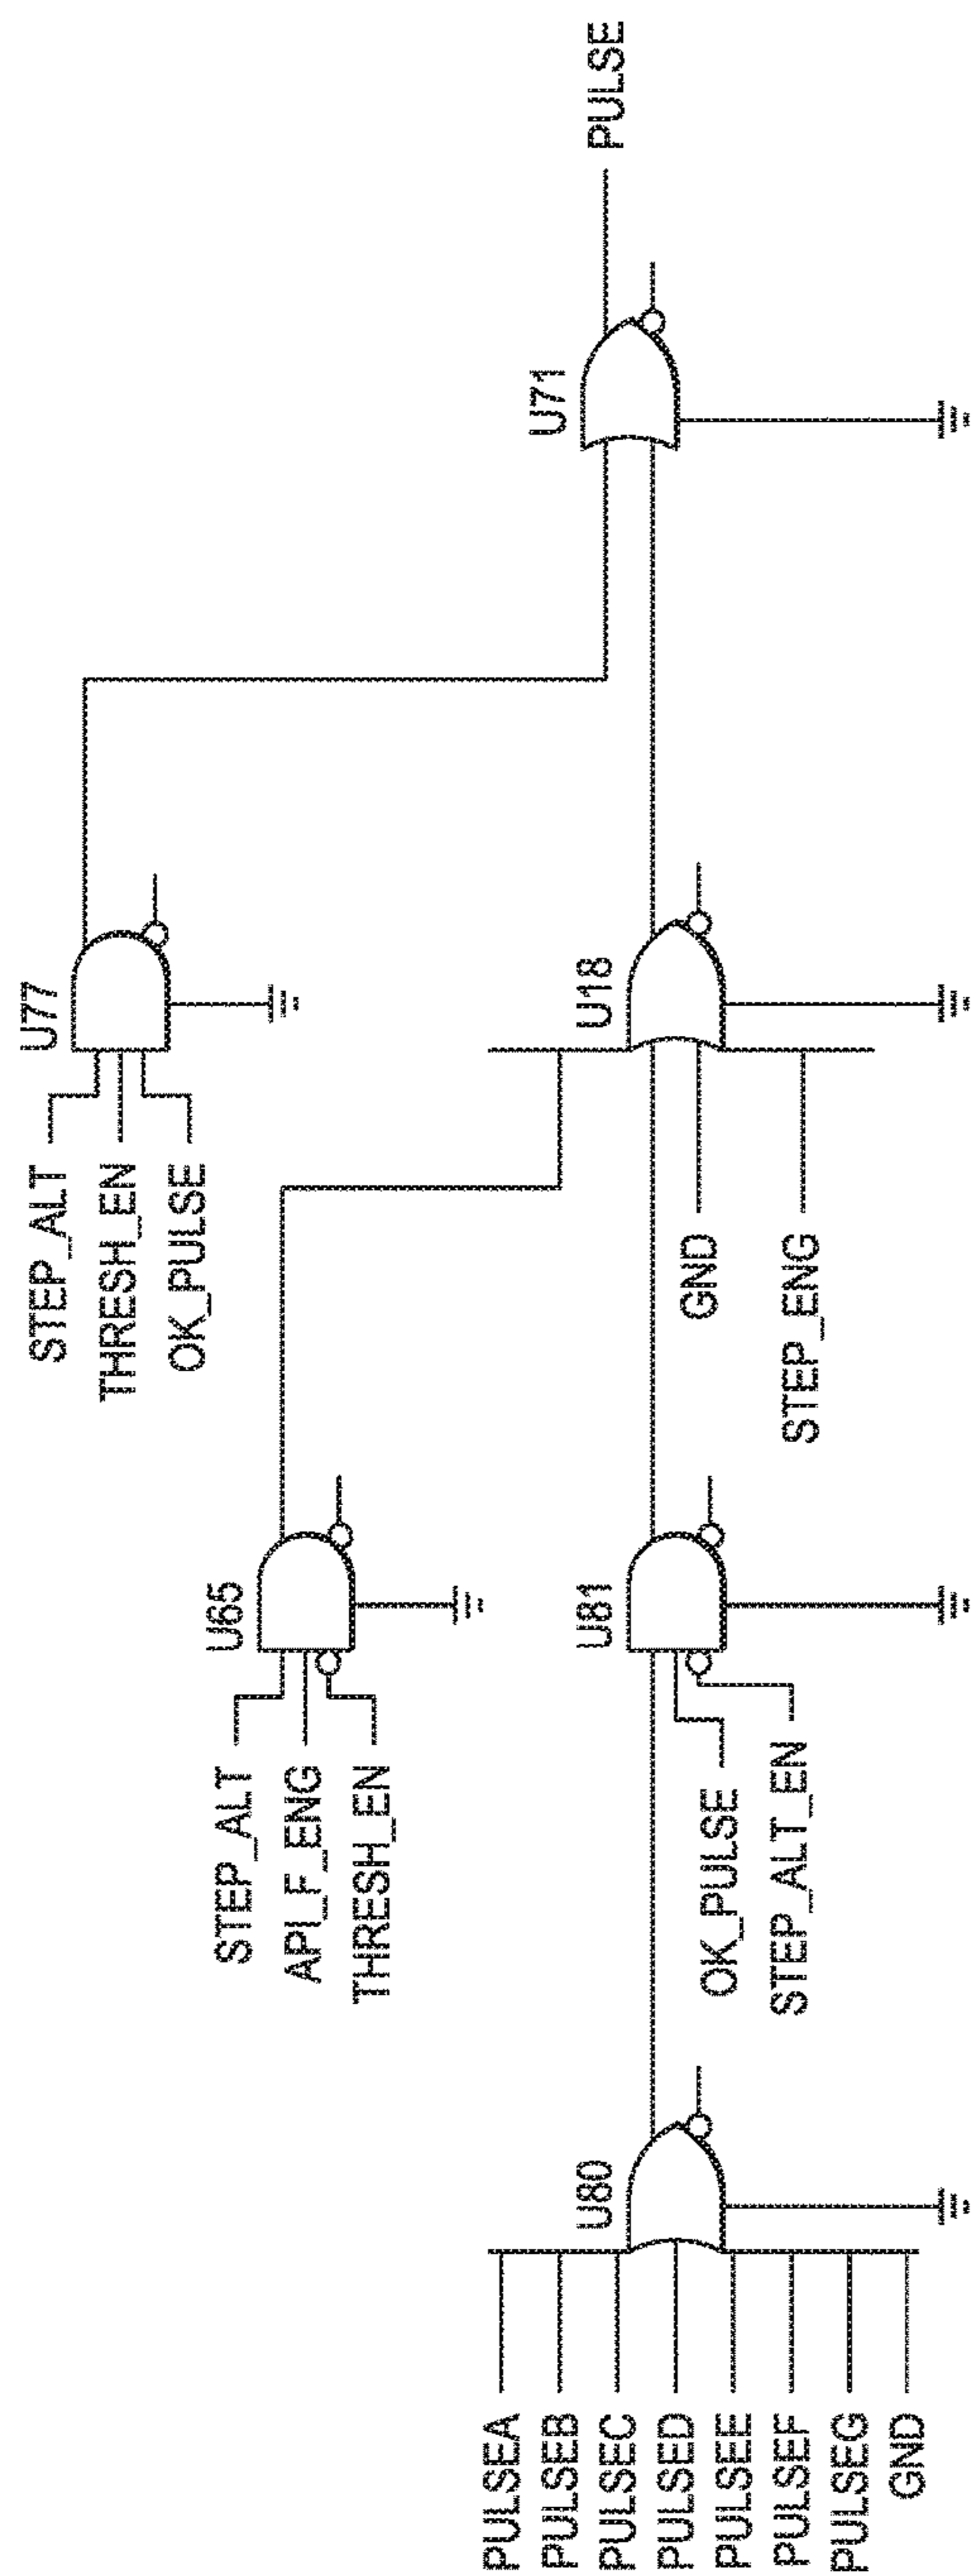 STEP_ALT
THRESH_EN
OK_PULSE
U77
STEP_ALT
API_F_ENG
THRESH_EN
U65
PULSEA
PULSEB
PULSEC
PULSED
PULSEE
PULSEF
PULSEG
GND
U80
OK_PULSE
STEP_ALT_EN
U81
GND
STEP_ENG
U18
U71
PULSE